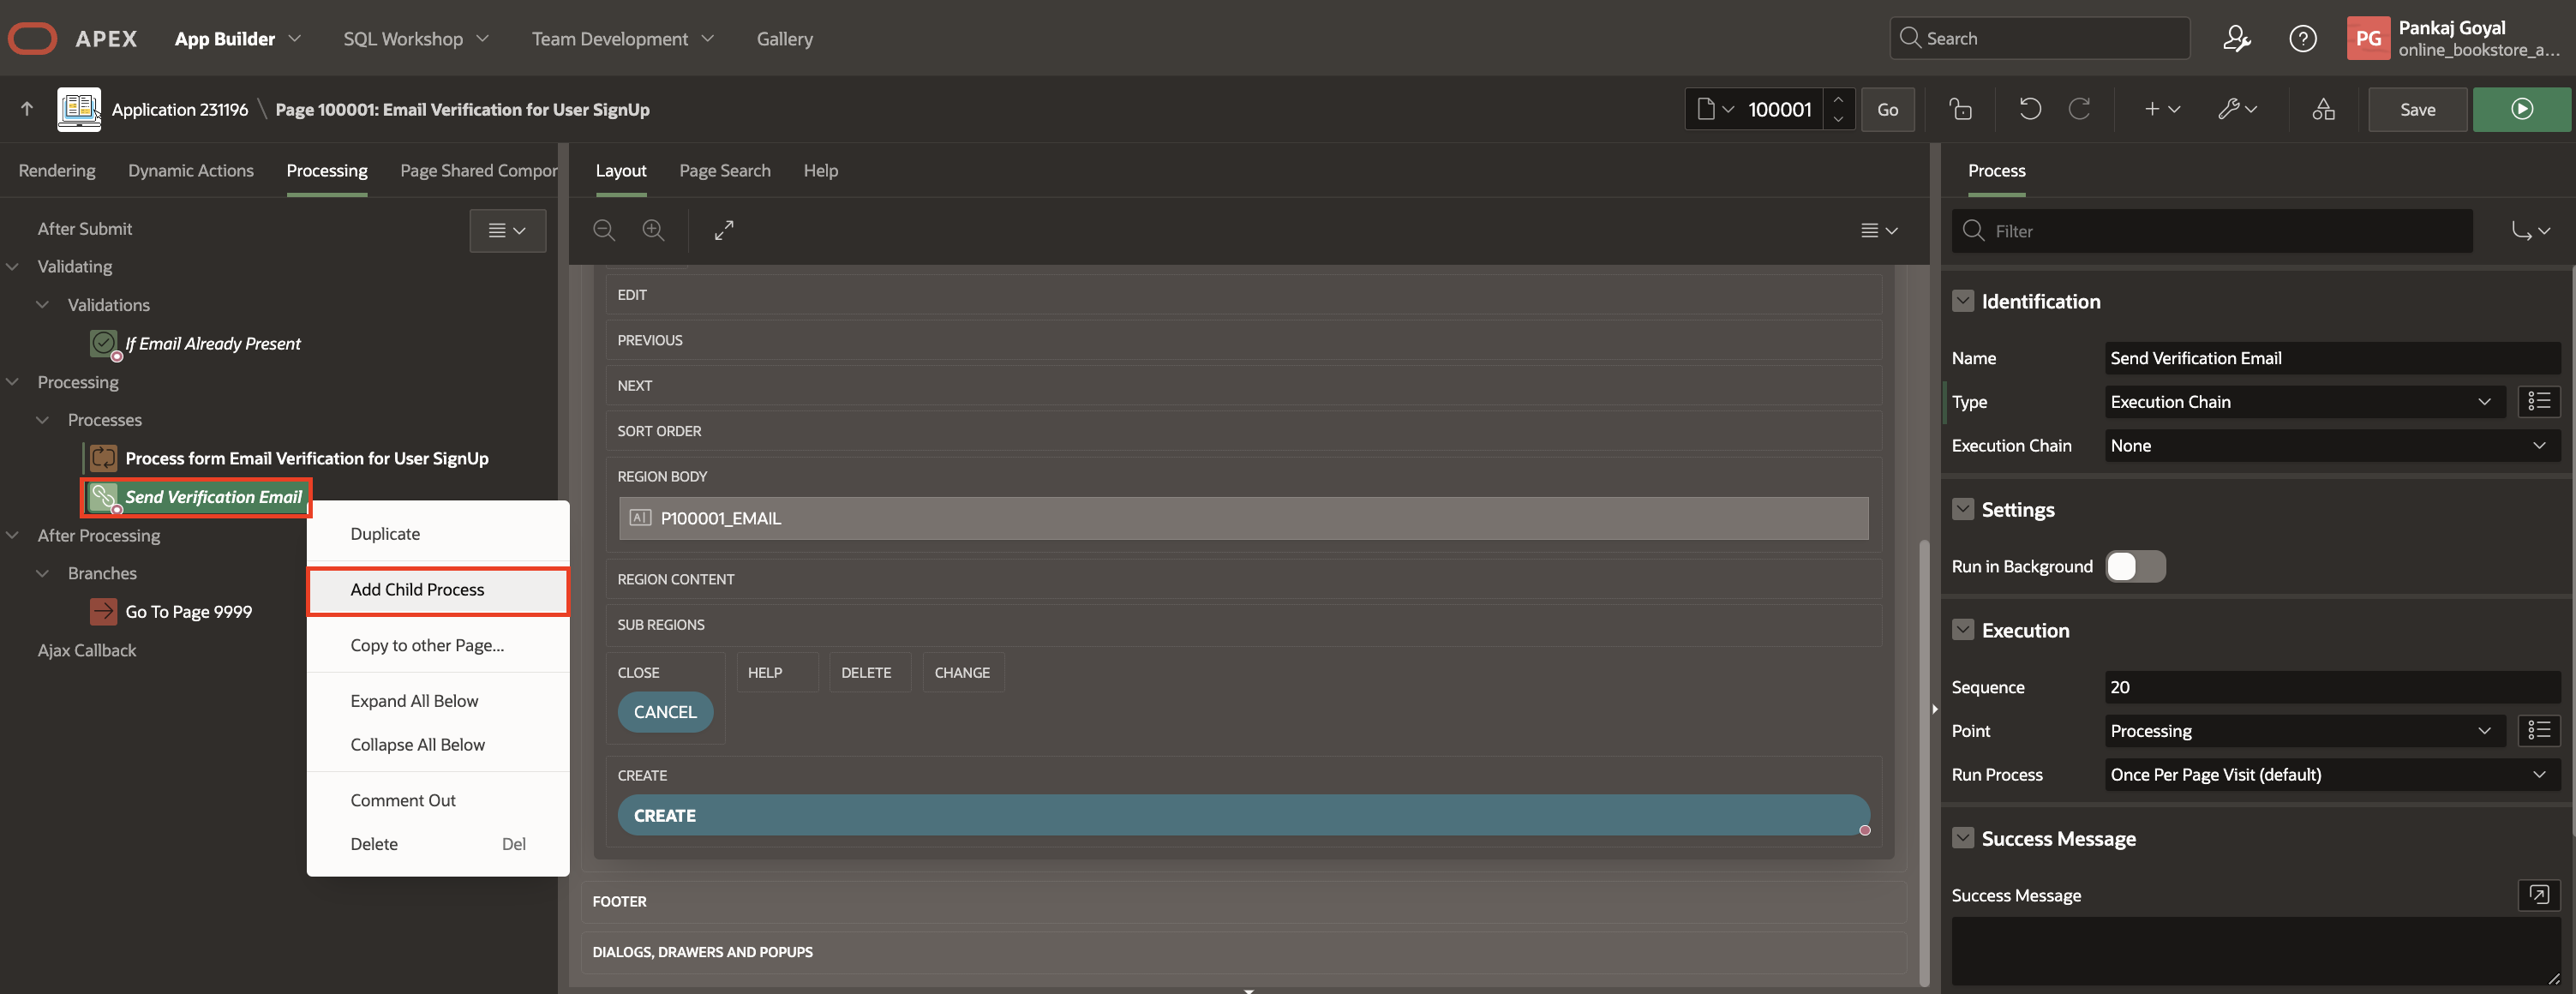 APEX App Builder SQL Workshop Team Development Gallery Search PG Pankaj Goyal
online_bookstore_a...
Application 231196 \ Page 100001: Email Verification for User SignUp 100001 Go Save
Rendering Dynamic Actions Processing Page Shared Compor
After Submit
Validating
Validations
If Email Already Present
Processing
Processes
Process form Email Verification for User SignUp
Send Verification Email
After Processing
Branches
Go To Page 9999
Ajax Callback
Duplicate
Add Child Process
Copy to other Page...
Expand All Below
Collapse All Below
Comment Out
Delete Del
Layout Page Search Help
EDIT
PREVIOUS
NEXT
SORT ORDER
REGION BODY
P100001_EMAIL
REGION CONTENT
SUB REGIONS
CLOSE HELP DELETE CHANGE
CANCEL
CREATE
CREATE
FOOTER
DIALOGS, DRAWERS AND POPUPS
Process
Filter
Identification
Name Send Verification Email
Type Execution Chain
Execution Chain None
Settings
Run in Background
Execution
Sequence 20
Point Processing
Run Process Once Per Page Visit (default)
Success Message
Success Message